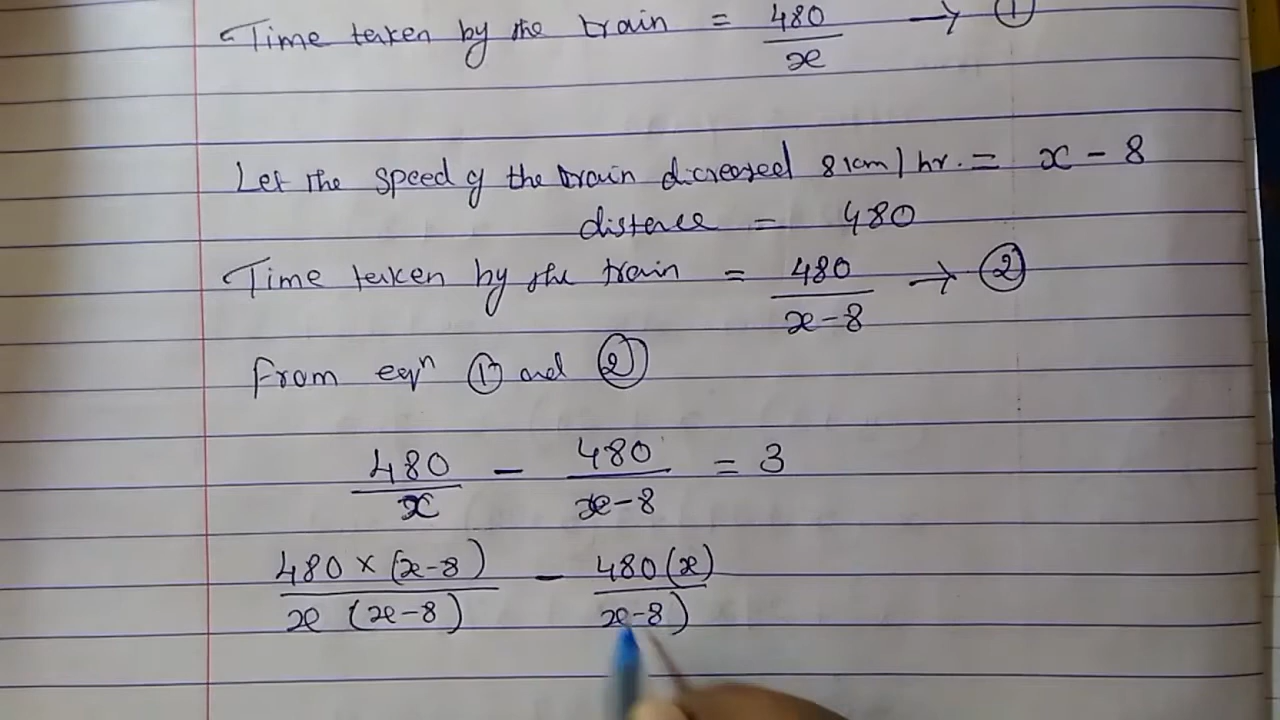 Time taken by the train = 480/x → ①
Let the speed of the train dicreased 8 km/hr. = x - 8
distence = 480
Time taken by the train = 480/x-8 → ②
From eqⁿ ① and ②
480/x - 480/x-8 = 3
480 × (x-8)/x (x-8) - 480(x)/x-8)